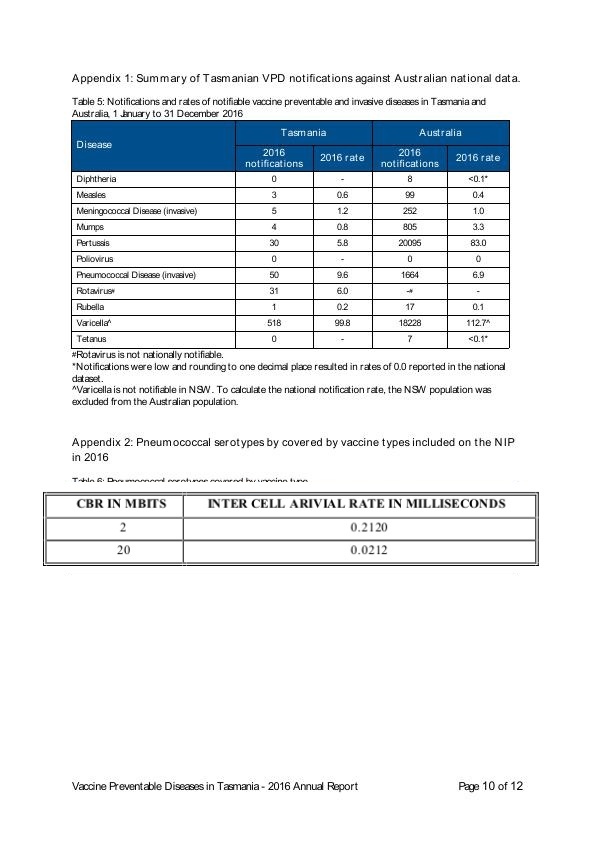 Appendix 1: Summary of Tasmanian VPD notifications against Australian national data.
Table 5: Notifications and rates of notifiable vaccine preventable and invasive diseases in Tasmania and
Australia, 1 January to 31 December 2016
Disease Tasmania Australia
2016 notifications 2016 rate 2016 notifications 2016 rate
Diphtheria 0 - 8 <0.1*
Measles 3 0.6 99 0.4
Meningococcal Disease (invasive) 5 1.2 252 1.0
Mumps 4 0.8 805 3.3
Pertussis 30 5.8 20095 83.0
Poliovirus 0 - 0 0
Pneumococcal Disease (invasive) 50 9.6 1664 6.9
Rotavirus# 31 6.0 -# -
Rubella 1 0.2 17 0.1
Varicella^ 518 99.8 18228 112.7^
Tetanus 0 - 7 <0.1*
#Rotavirus is not nationally notifiable.
*Notifications were low and rounding to one decimal place resulted in rates of 0.0 reported in the national
dataset.
^Varicella is not notifiable in NSW. To calculate the national notification rate, the NSW population was
excluded from the Australian population.
Appendix 2: Pneumococcal serotypes by covered by vaccine types included on the NIP
in 2016
Table 6: Pneumococcal serotypes covered by vaccine type
CBR IN MBITS INTER CELL ARIVIAL RATE IN MILLISECONDS
2 0.2120
20 0.0212
Vaccine Preventable Diseases in Tasmania - 2016 Annual Report Page 10 of 12